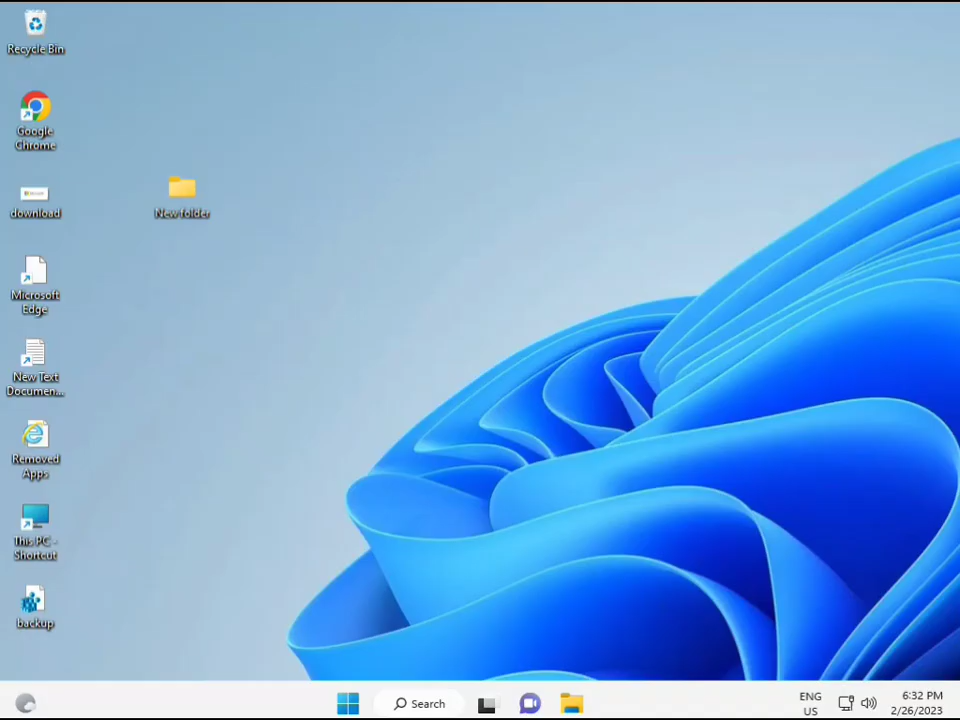 Recycle Bin
Google
Chrome
download
New folder
Microsoft
Edge
New Text
Documen...
Removed
Apps
This PC -
Shortcut
backup
Search
ENG
US
6:32 PM
2/26/2023